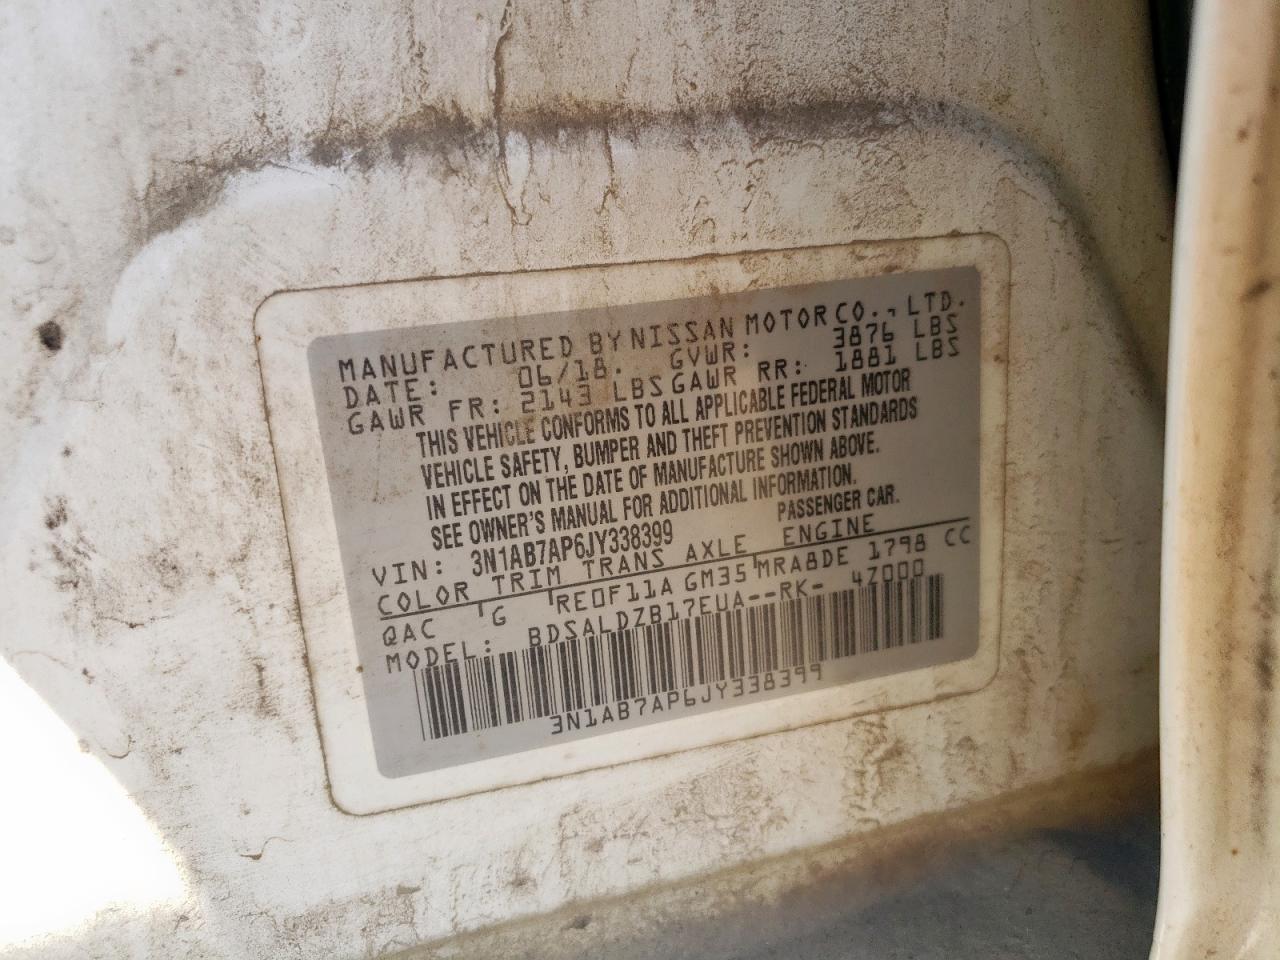 MANUFACTURED BY NISSAN MOTOR CO., LTD.
DATE: 06/18. GVWR: 3876 LBS
GAWR FR: 2143 LBS GAWR RR: 1881 LBS
THIS VEHICLE CONFORMS TO ALL APPLICABLE FEDERAL MOTOR
VEHICLE SAFETY, BUMPER AND THEFT PREVENTION STANDARDS
IN EFFECT ON THE DATE OF MANUFACTURE SHOWN ABOVE.
SEE OWNER'S MANUAL FOR ADDITIONAL INFORMATION.
VIN: 3N1AB7AP6JY338399 PASSENGER CAR.
COLOR TRIM TRANS AXLE ENGINE
QAC G RE0F11A GM35 MRA8DE 1798 CC
MODEL: BDSALDZB17EUA--RK- 47000
3N1AB7AP6JY338399